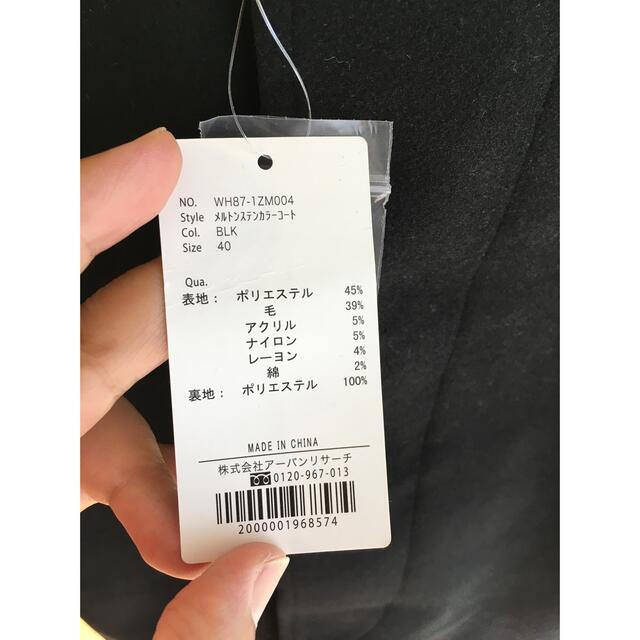 NO. WH87-1ZM004
Style メルトンステンカラーコート
Col. BLK
Size 40
Qua.
表地： ポリエステル 45%
毛 39%
アクリル 5%
ナイロン 5%
レーヨン 4%
綿 2%
裏地： ポリエステル 100%
MADE IN CHINA
株式会社アーバンリサーチ
0120-967-013
2000001968574